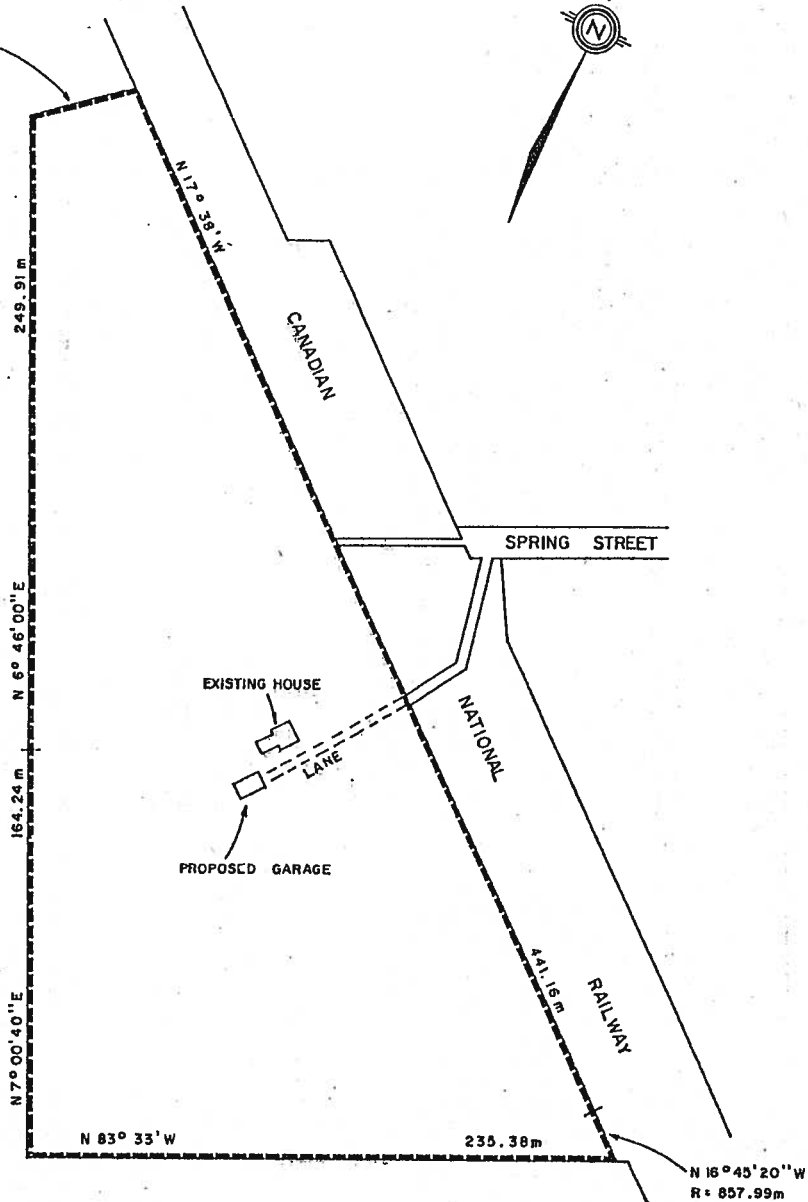 N
N 17° 38' W
249.91 m
CANADIAN
SPRING STREET
N 6° 46' 00" E
EXISTING HOUSE
NATIONAL
LANE
164.24 m
PROPOSED GARAGE
441.16 m
RAILWAY
N 7° 00' 40" E
N 83° 33' W
235.38m
N 16° 45' 20" W
R = 857.99m